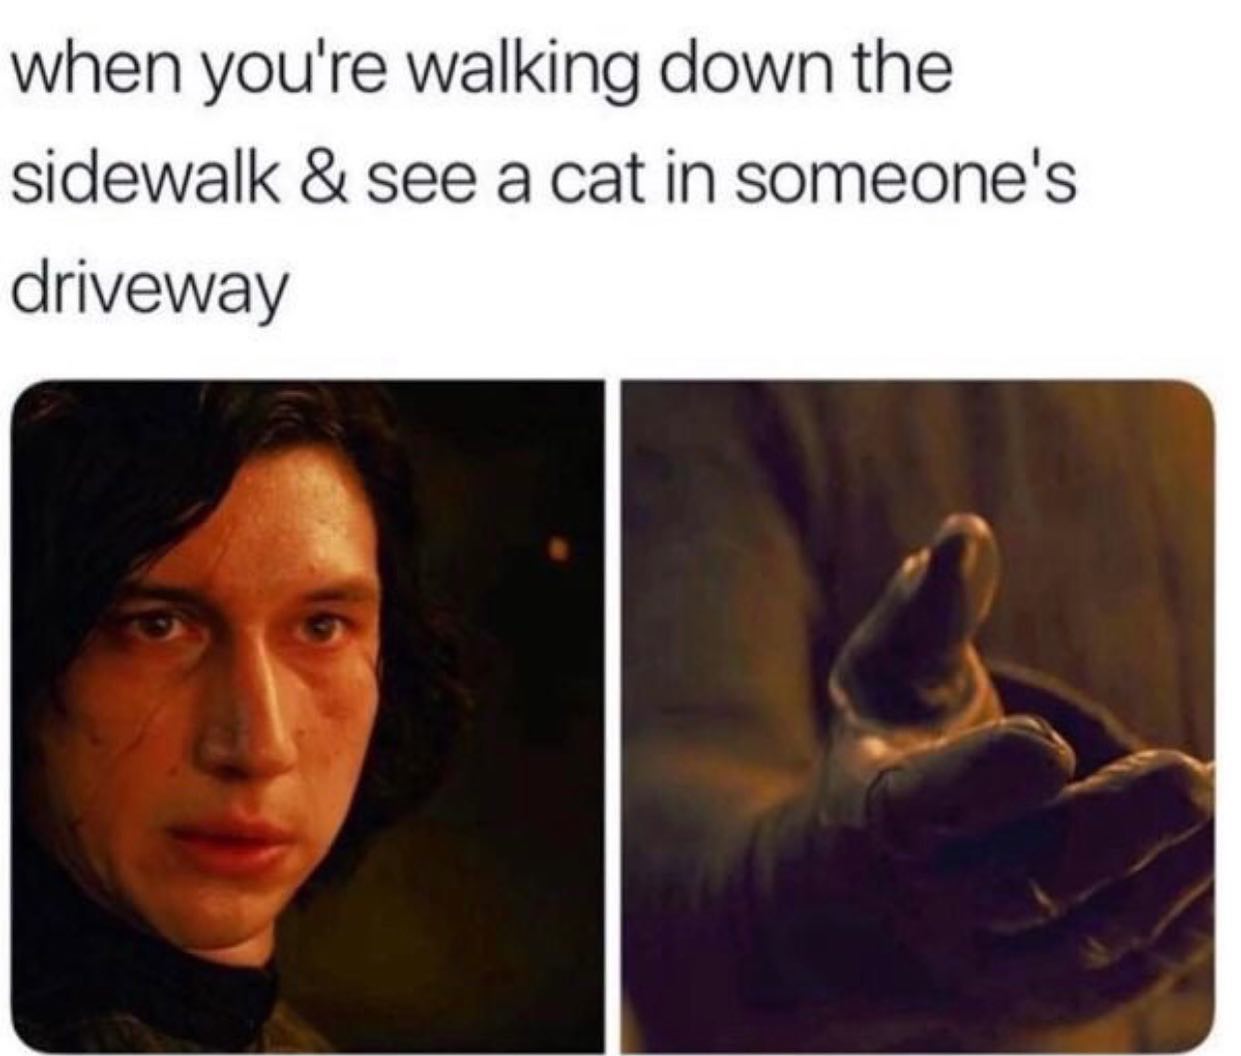 when you're walking down the
sidewalk & see a cat in someone's
driveway